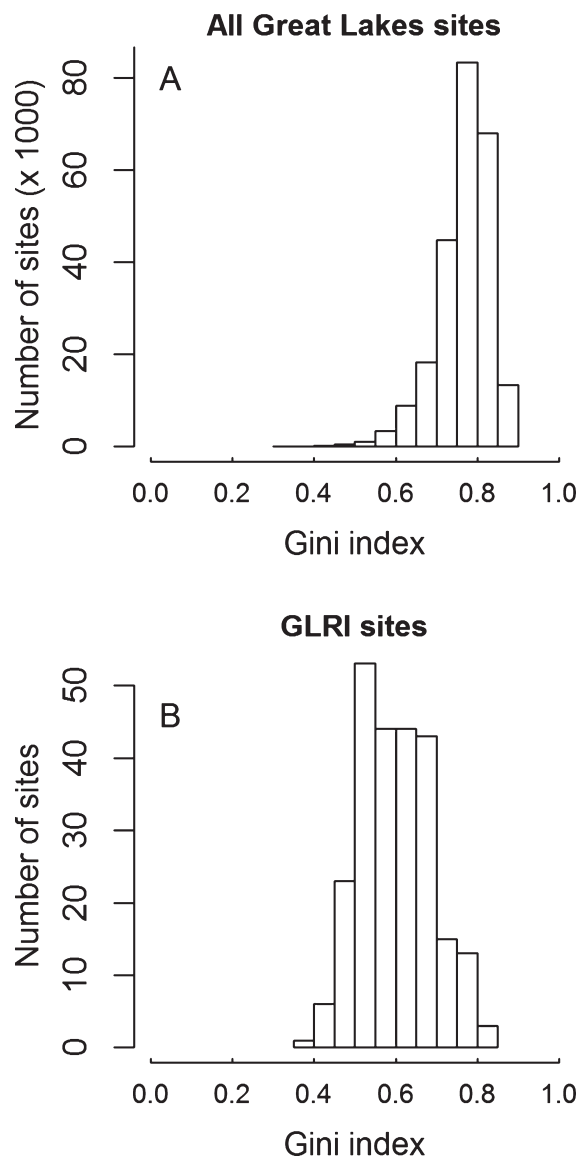 All Great Lakes sites
A
Number of sites (x 1000)
80
60
40
20
0
0.0 0.2 0.4 0.6 0.8 1.0
Gini index
GLRI sites
B
Number of sites
50
40
30
20
10
0
0.0 0.2 0.4 0.6 0.8 1.0
Gini index